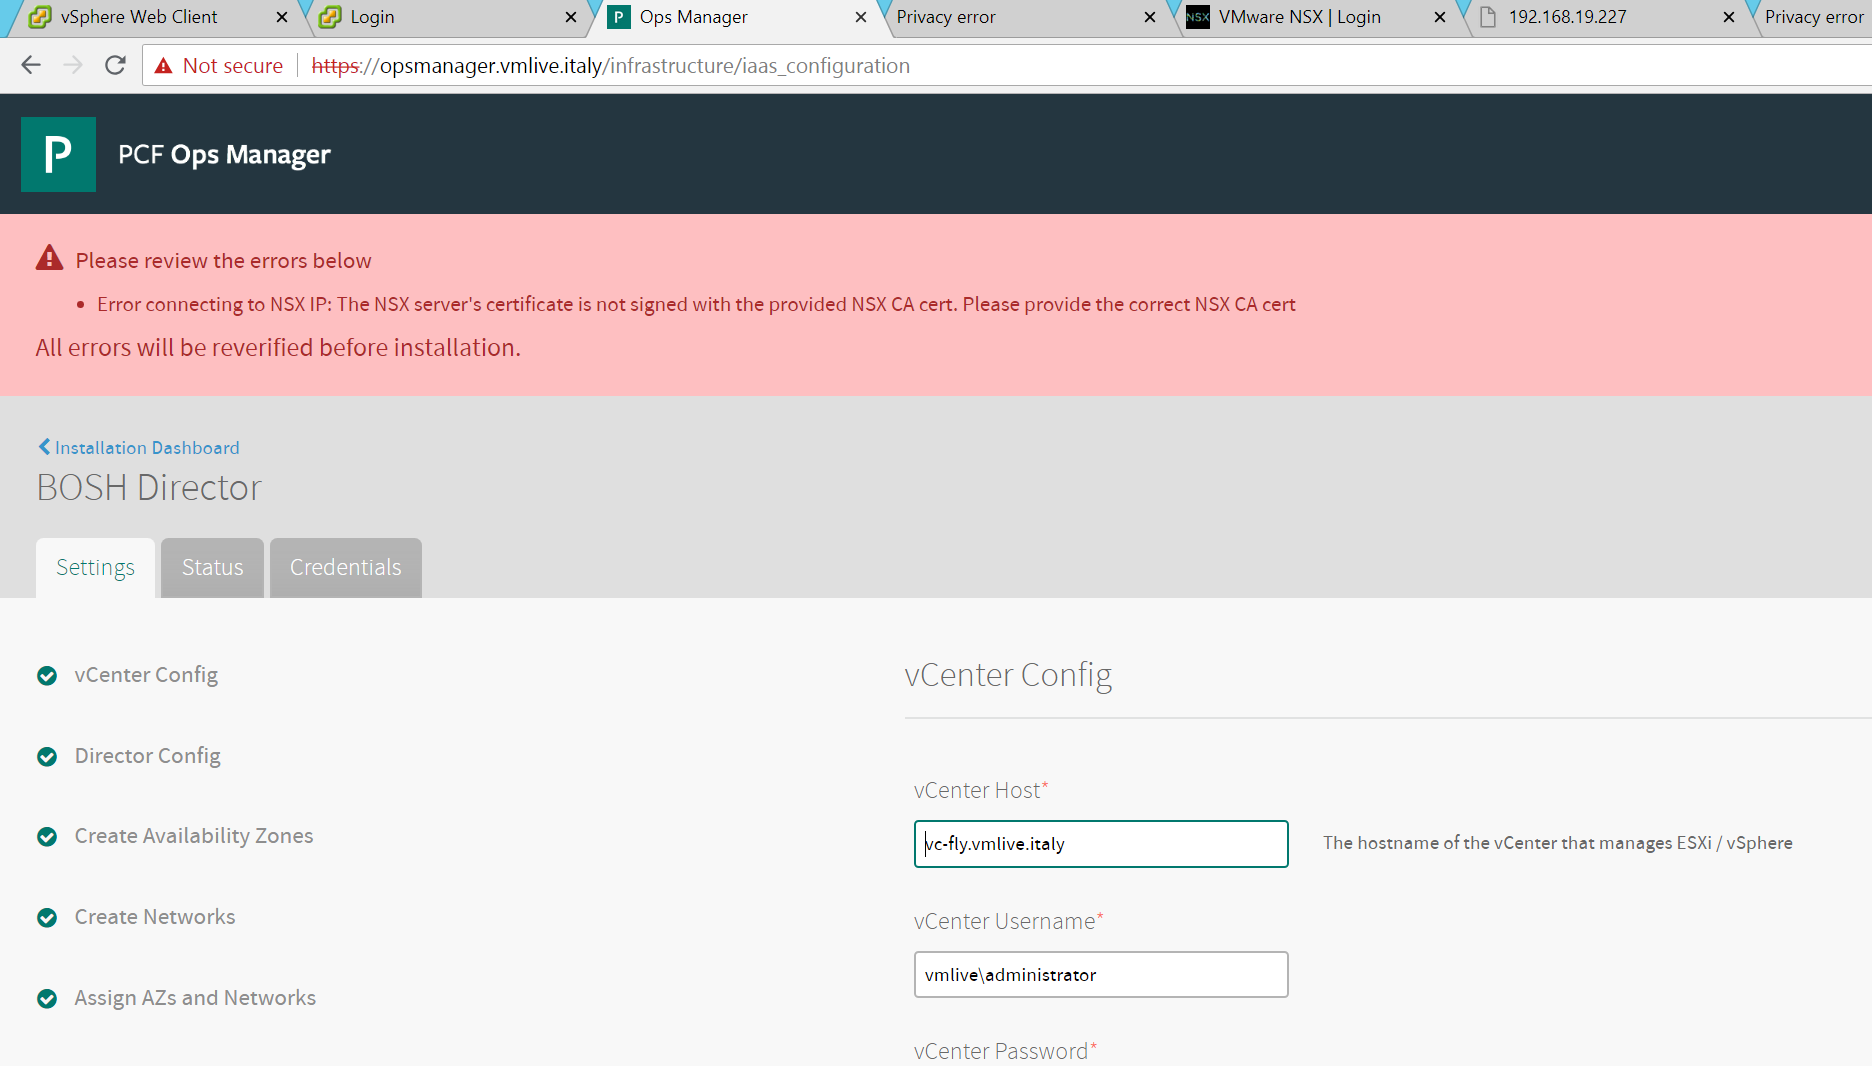 vSphere Web Client
Login
P Ops Manager
Privacy error
NSX VMware NSX | Login
192.168.19.227
Privacy error
Not secure https://opsmanager.vmlive.italy/infrastructure/iaas_configuration
P PCF Ops Manager
Please review the errors below
• Error connecting to NSX IP: The NSX server's certificate is not signed with the provided NSX CA cert. Please provide the correct NSX CA cert
All errors will be reverified before installation.
Installation Dashboard
BOSH Director
Settings
Status
Credentials
vCenter Config
Director Config
Create Availability Zones
Create Networks
Assign AZs and Networks
vCenter Config
vCenter Host*
vc-fly.vmlive.italy
The hostname of the vCenter that manages ESXi / vSphere
vCenter Username*
vmlive\administrator
vCenter Password*